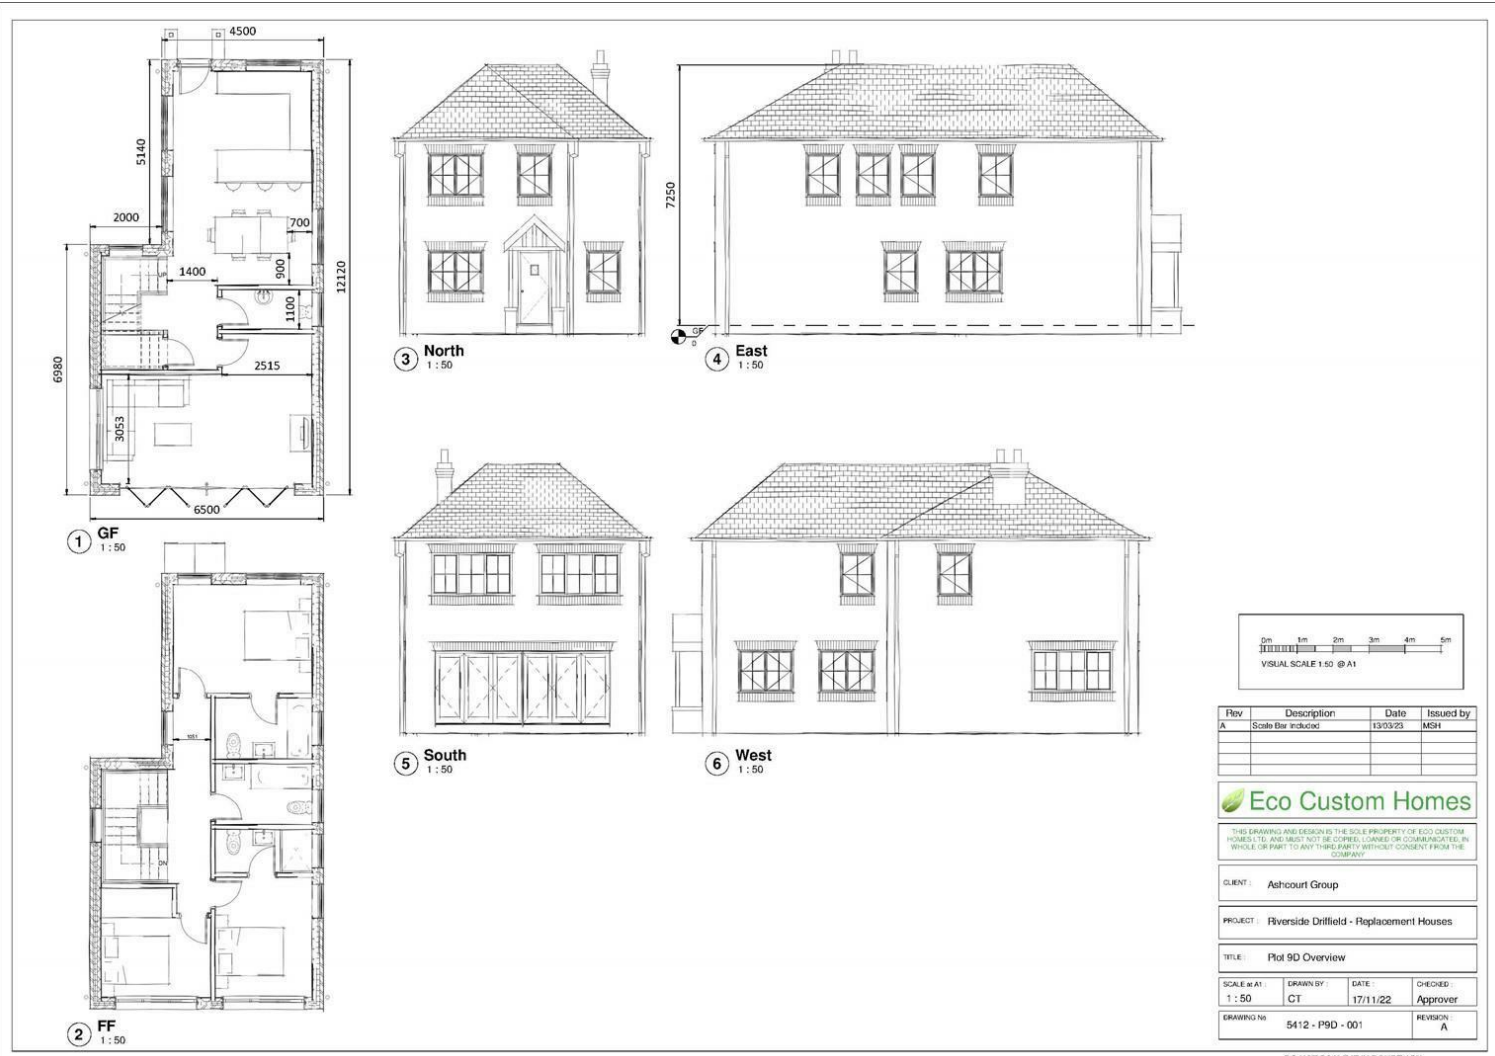 4500
5140
2000
700
UP
1400
900
12120
1100
6980
2515
3053
6500
1 GF
1 : 50
DN
2 FF
1 : 50
3 North
1 : 50
7250
GF
0
4 East
1 : 50
5 South
1 : 50
6 West
1 : 50
0m 1m 2m 3m 4m 5m
VISUAL SCALE 1:50 @ A1
Rev Description Date Issued by
A Scale Bar Included 13/03/23 MSH
Eco Custom Homes
THIS DRAWING AND DESIGN IS THE SOLE PROPERTY OF ECO CUSTOM
HOMES LTD. AND MUST NOT BE COPIED, LOANED OR COMMUNICATED, IN
WHOLE OR PART TO ANY THIRD PARTY WITHOUT CONSENT FROM THE
COMPANY
CLIENT : Ashcourt Group
PROJECT : Riverside Driffield - Replacement Houses
TITLE : Plot 9D Overview
SCALE at A1 : DRAWN BY : DATE : CHECKED :
1 : 50 CT 17/11/22 Approver
DRAWING No 5412 - P9D - 001 REVISION :
A